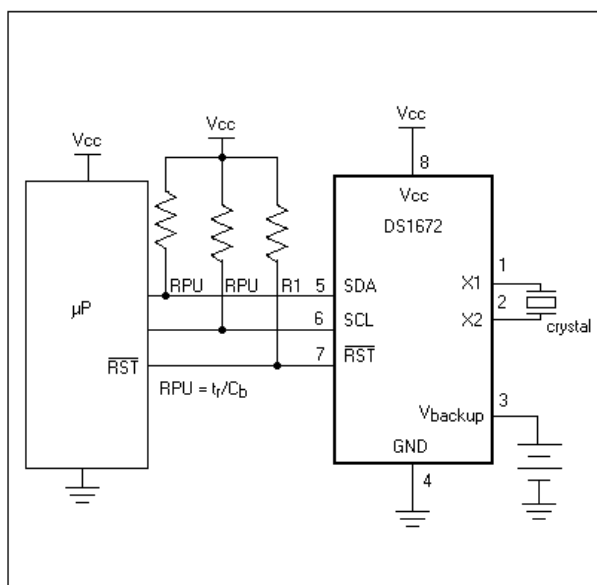 Vcc
Vcc
Vcc
8
Vcc
DS1672
1
RPU RPU R1 5 SDA X1
µP
2
6 SCL X2
crystal
7
RST RST
RPU = tr/Cb
3
Vbackup
GND
4